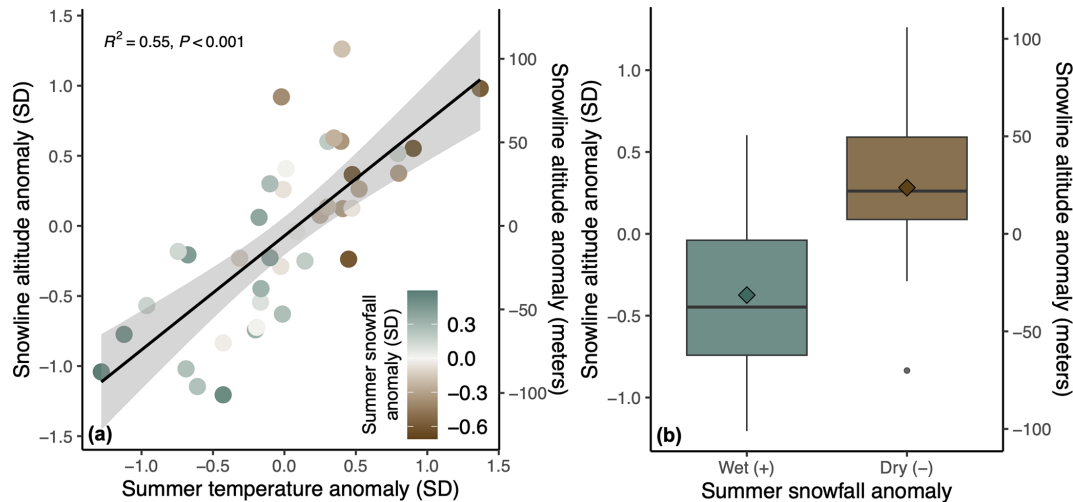 R² = 0.55, P < 0.001
1.5
1.0
0.5
0.0
−0.5
−1.0
−1.5
Snowline altitude anomaly (SD)
100
50
0
−50
−100
Snowline altitude anomaly (meters)
Summer snowfall
anomaly (SD)
0.3
0.0
−0.3
−0.6
(a)
−1.0 −0.5 0.0 0.5 1.0 1.5
Summer temperature anomaly (SD)
1.0
0.5
0.0
−0.5
−1.0
Snowline altitude anomaly (SD)
100
50
0
−50
−100
Snowline altitude anomaly (meters)
(b)
Wet (+) Dry (−)
Summer snowfall anomaly